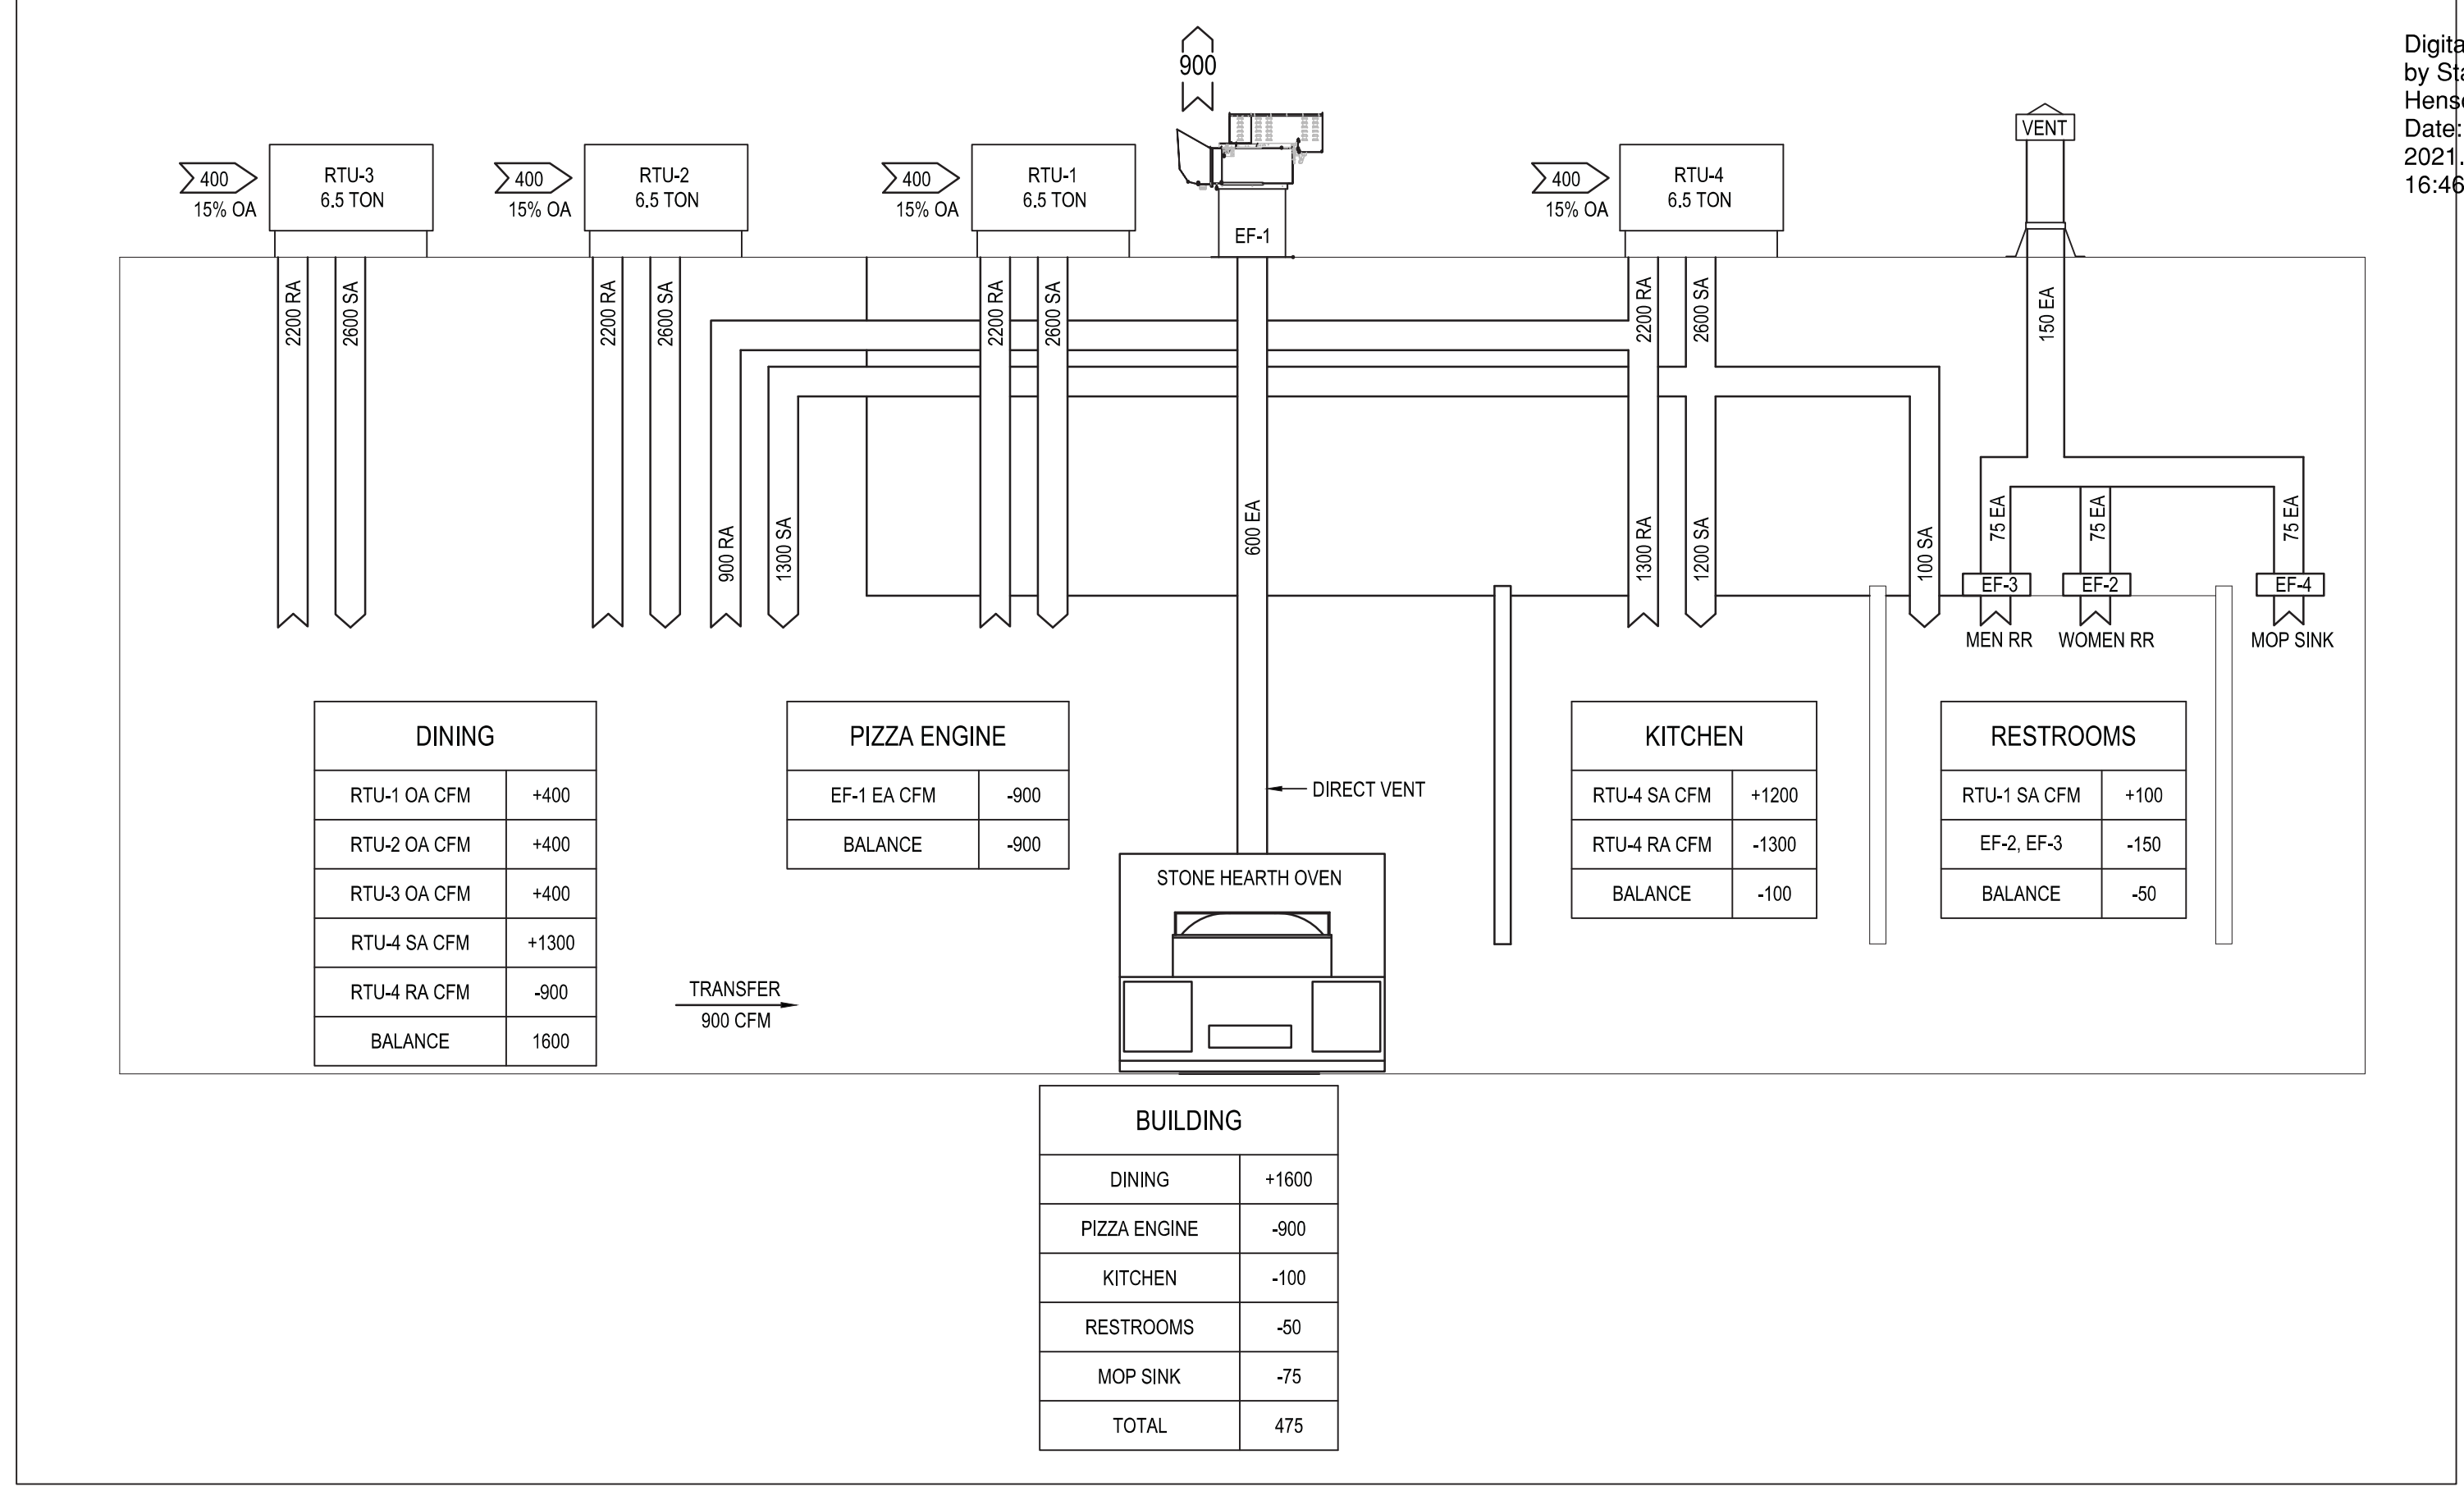 900
Digita
by Sta
Hense
Date:
2021.
16:46
VENT
400
15% OA
RTU-3
6.5 TON
400
15% OA
RTU-2
6.5 TON
400
15% OA
RTU-1
6.5 TON
EF-1
400
15% OA
RTU-4
6.5 TON
2200 RA
2600 SA
2200 RA
2600 SA
2200 RA
2600 SA
2200 RA
2600 SA
150 EA
900 RA
1300 SA
600 EA
1300 RA
1200 SA
100 SA
75 EA
75 EA
75 EA
EF-3
EF-2
EF-4
MEN RR
WOMEN RR
MOP SINK
DINING
RTU-1 OA CFM +400
RTU-2 OA CFM +400
RTU-3 OA CFM +400
RTU-4 SA CFM +1300
RTU-4 RA CFM -900
BALANCE 1600
PIZZA ENGINE
EF-1 EA CFM -900
BALANCE -900
DIRECT VENT
KITCHEN
RTU-4 SA CFM +1200
RTU-4 RA CFM -1300
BALANCE -100
RESTROOMS
RTU-1 SA CFM +100
EF-2, EF-3 -150
BALANCE -50
STONE HEARTH OVEN
TRANSFER
900 CFM
BUILDING
DINING +1600
PIZZA ENGINE -900
KITCHEN -100
RESTROOMS -50
MOP SINK -75
TOTAL 475